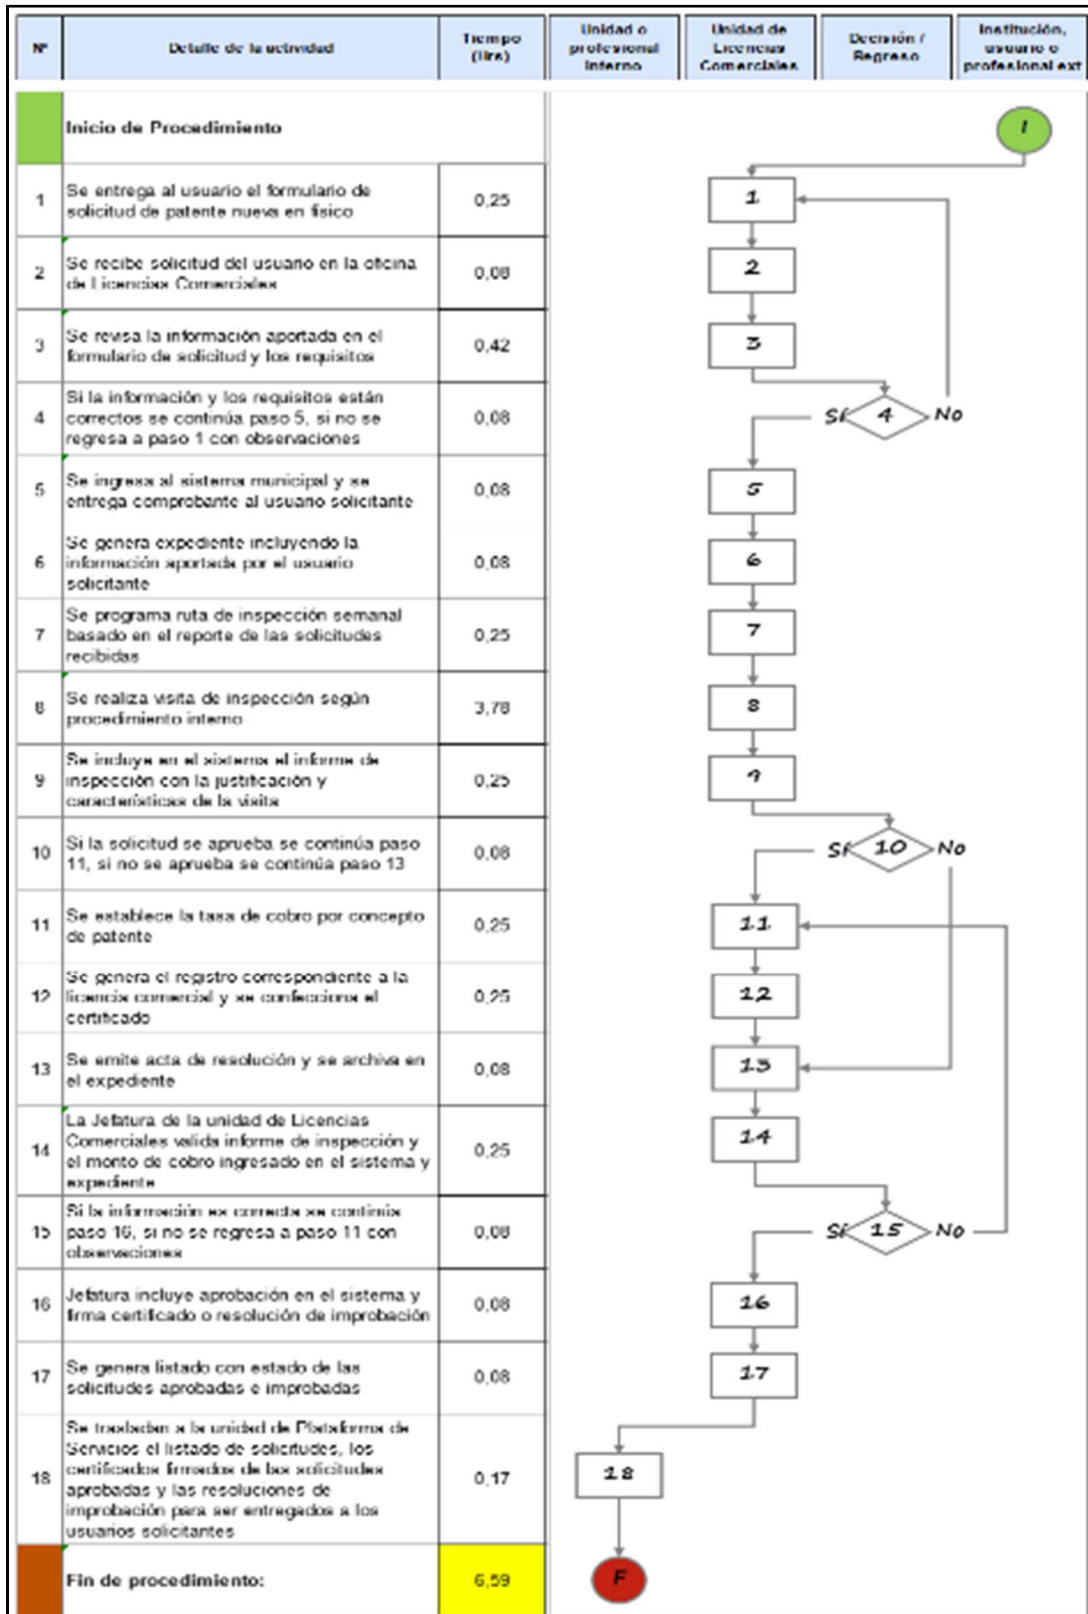 Nº
Detalle de la actividad
Tiempo
(Hrs)
Unidad o
profesional
interno
Unidad de
Licencias
Comerciales
Decisión /
Regreso
Institución,
usuario o
profesional ext
Inicio de Procedimiento
I
1
Se entrega al usuario el formulario de
solicitud de patente nueva en físico
0,25
1
2
Se recibe solicitud del usuario en la oficina
de Licencias Comerciales
0,08
2
3
Se revisa la información aportada en el
formulario de solicitud y los requisitos
0,42
3
4
Si la información y los requisitos están
correctos se continúa paso 5, si no se
regresa a paso 1 con observaciones
0,08
Sí
4
No
5
Se ingresa al sistema municipal y se
entrega comprobante al usuario solicitante
0,08
5
6
Se genera expediente incluyendo la
información aportada por el usuario
solicitante
0,08
6
7
Se programa ruta de inspección semanal
basado en el reporte de las solicitudes
recibidas
0,25
7
8
Se realiza visita de inspección según
procedimiento interno
3,78
8
9
Se incluye en el sistema el informe de
inspección con la justificación y
características de la visita
0,25
9
10
Si la solicitud se aprueba se continúa paso
11, si no se aprueba se continúa paso 13
0,08
Sí
10
No
11
Se establece la tasa de cobro por concepto
de patente
0,25
11
12
Se genera el registro correspondiente a la
licencia comercial y se confecciona el
certificado
0,25
12
13
Se emite acta de resolución y se archiva en
el expediente
0,08
13
14
La Jefatura de la unidad de Licencias
Comerciales valida informe de inspección y
el monto de cobro ingresado en el sistema y
expediente
0,25
14
15
Si la información es correcta se continúa
paso 16, si no se regresa a paso 11 con
observaciones
0,08
Sí
15
No
16
Jefatura incluye aprobación en el sistema y
firma certificado o resolución de improbación
0,08
16
17
Se genera listado con estado de las
solicitudes aprobadas e improbadas
0,08
17
18
Se trasladan a la unidad de Plataforma de
Servicios el listado de solicitudes, los
certificados firmados de las solicitudes
aprobadas y las resoluciones de
improbación para ser entregados a los
usuarios solicitantes
0,17
18
Fin de procedimiento:
6,59
F